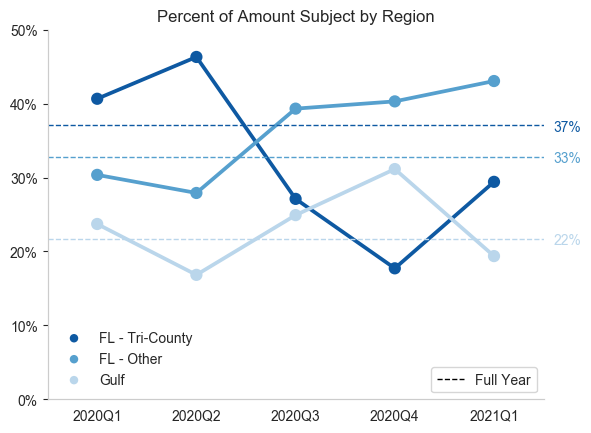 Percent of Amount Subject by Region
50%
40%
37%
33%
30%
22%
20%
10%
FL - Tri-County
FL - Other
Gulf
Full Year
0%
2020Q1 2020Q2 2020Q3 2020Q4 2021Q1